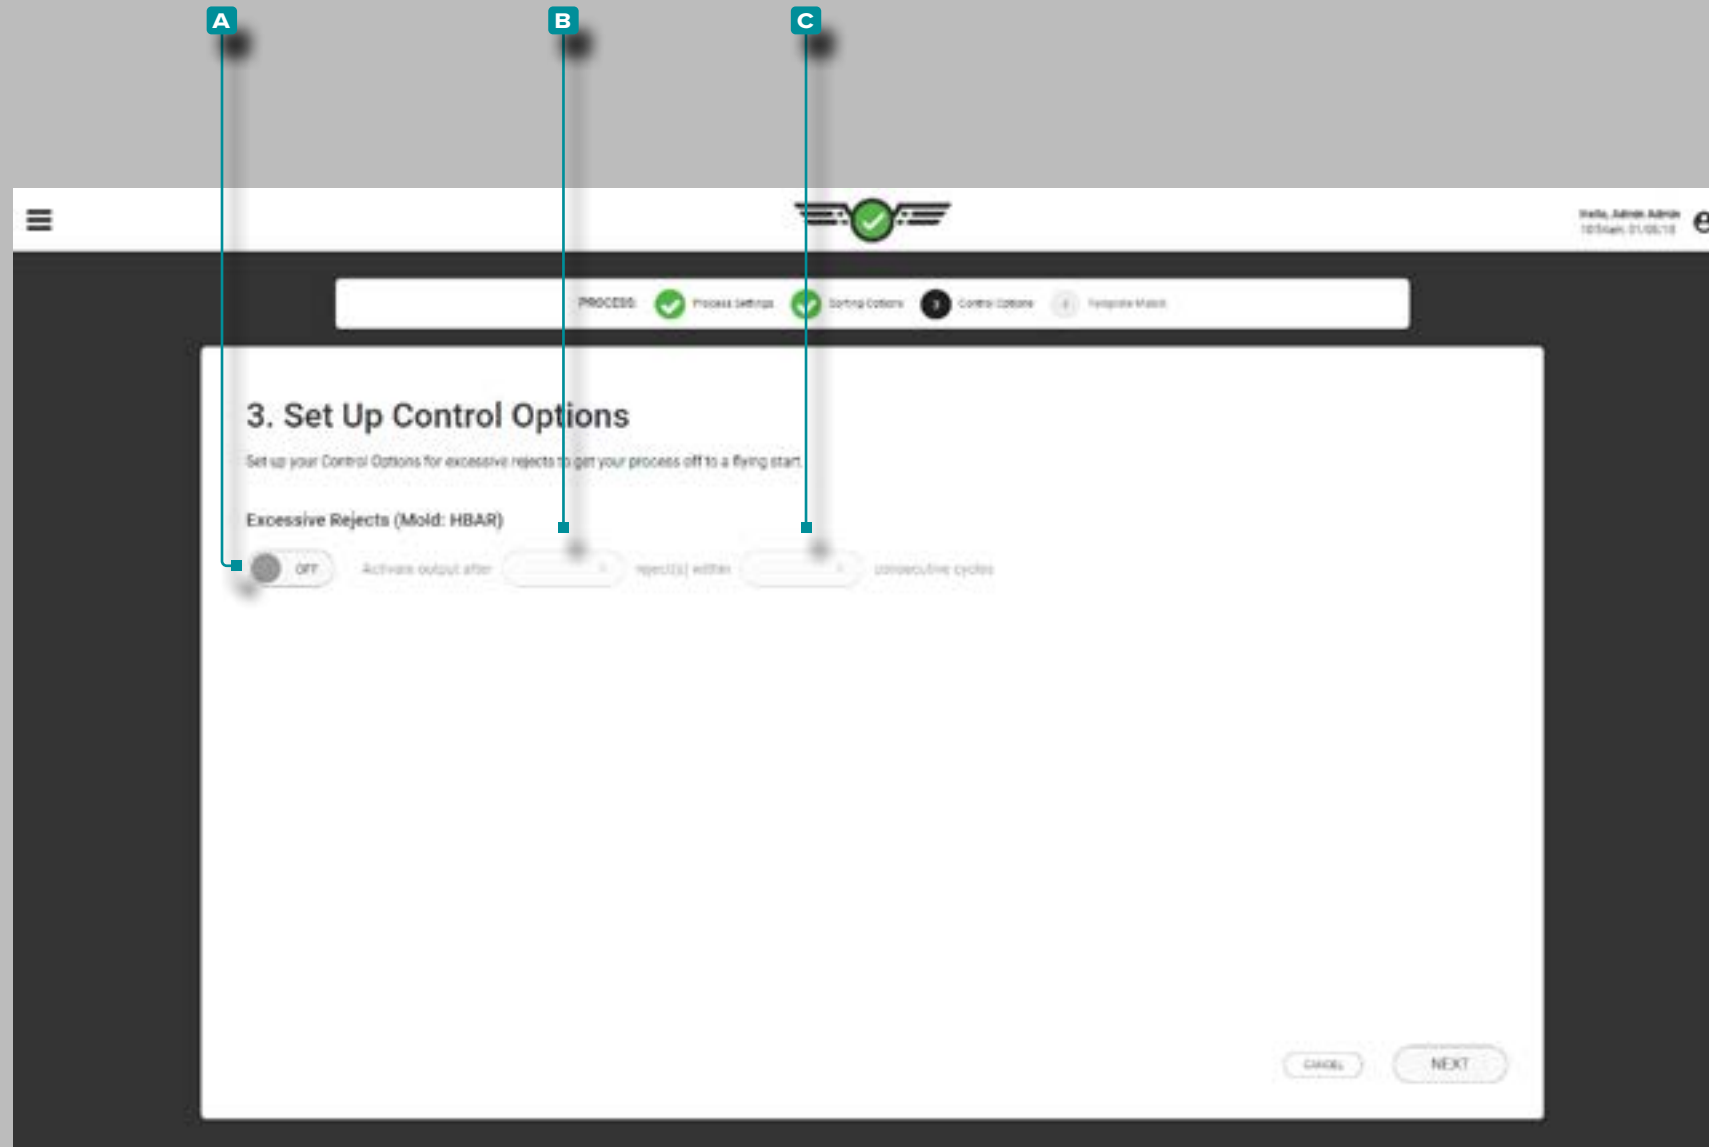 A B C
Hello, Admin Admin
PROCESS: Process Settings Sorting Options 3 Control Options 4 Template Match
3. Set Up Control Options
Set up your Control Options for excessive rejects to get your process off to a flying start.
Excessive Rejects (Mold: HBAR)
OFF Activate output after reject(s) within consecutive cycles
CANCEL NEXT